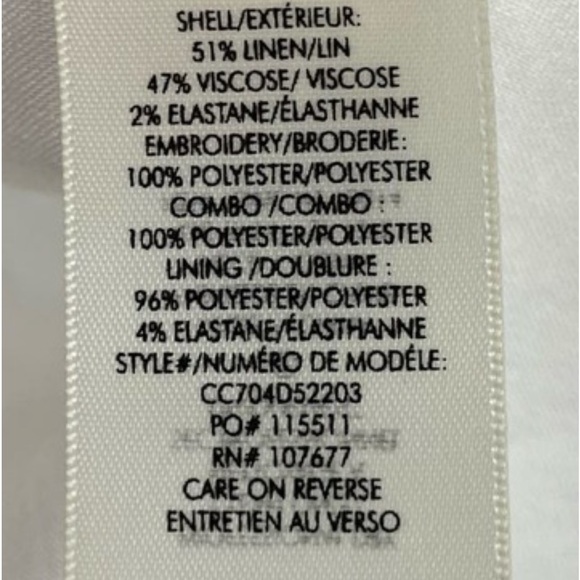 SHELL/EXTÉRIEUR:
51% LINEN/LIN
47% VISCOSE/ VISCOSE
2% ELASTANE/ÉLASTHANNE
EMBROIDERY/BRODERIE:
100% POLYESTER/POLYESTER
COMBO /COMBO :
100% POLYESTER/POLYESTER
LINING /DOUBLURE :
96% POLYESTER/POLYESTER
4% ELASTANE/ÉLASTHANNE
STYLE#/NUMÉRO DE MODÉLE:
CC704D52203
PO# 115511
RN# 107677
CARE ON REVERSE
ENTRETIEN AU VERSO